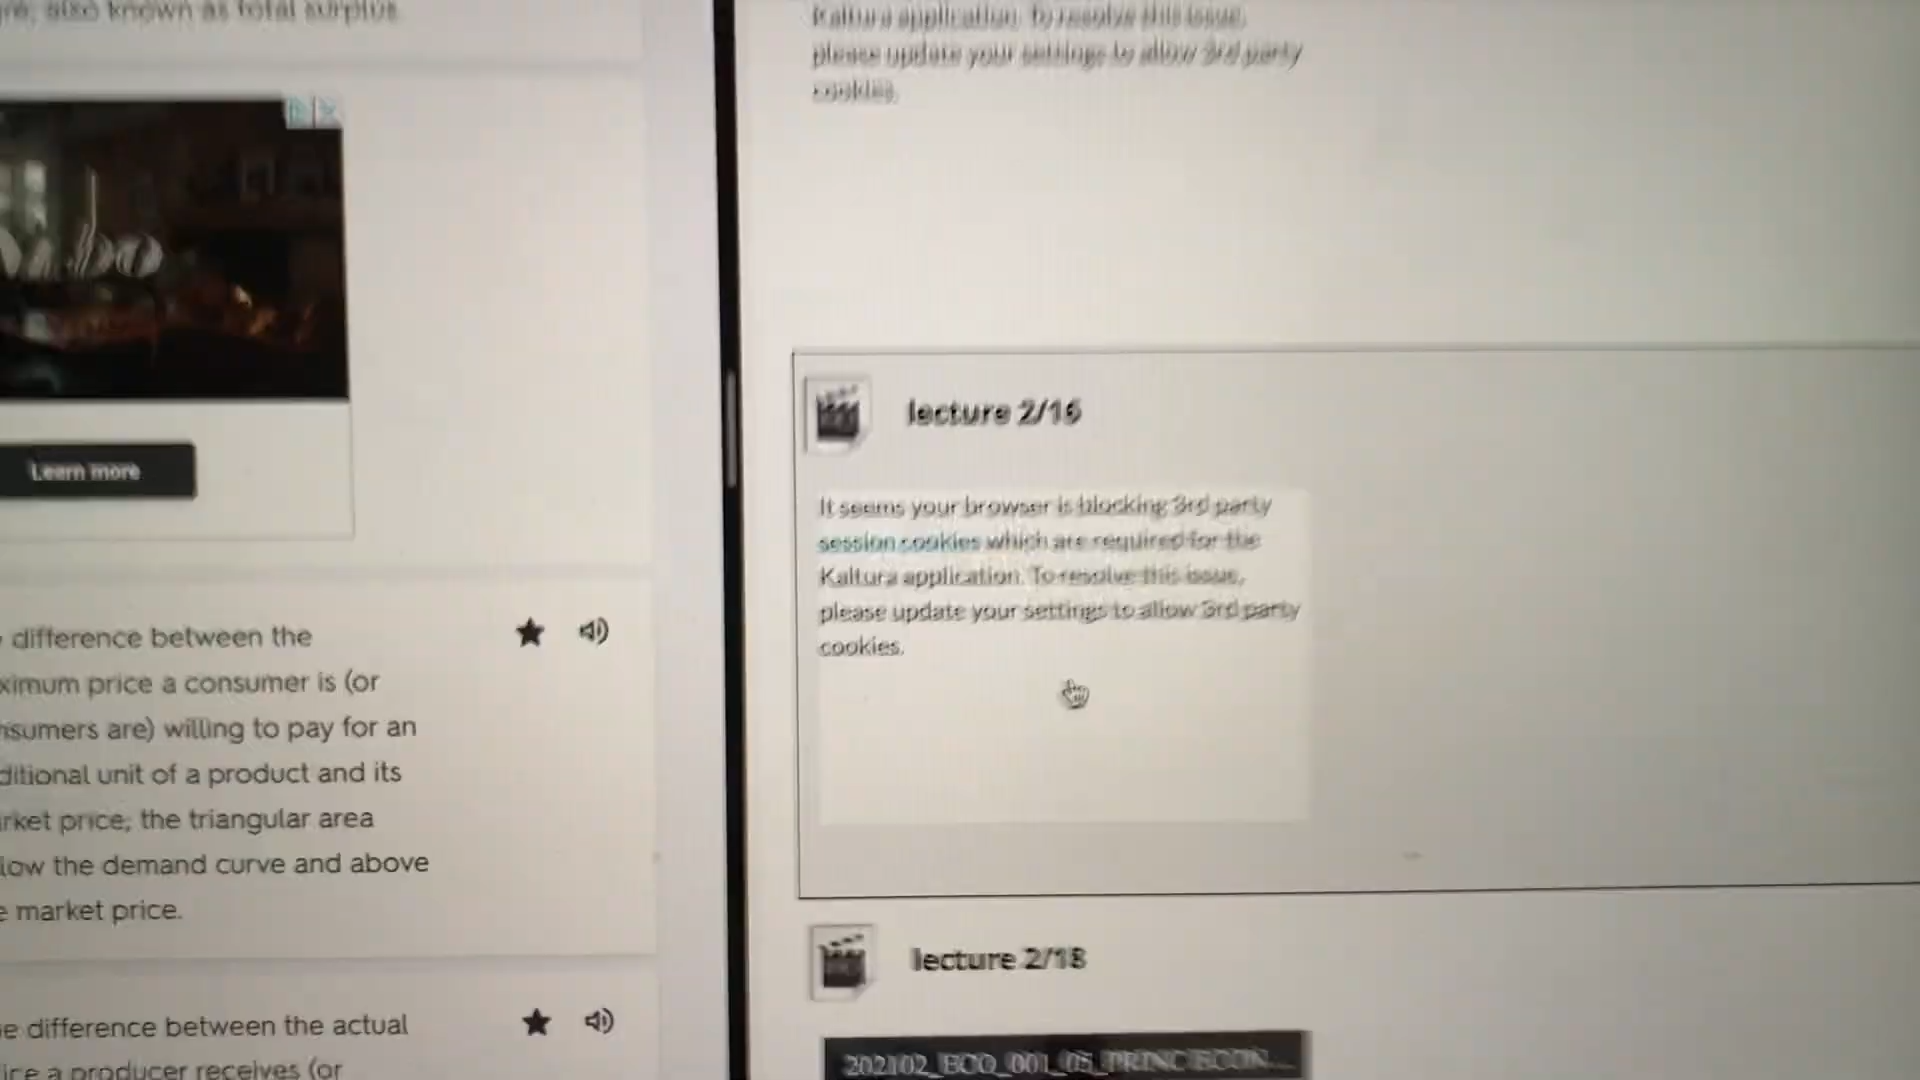 also known as total surplus
Learn more
difference between the
ximum price a consumer is (or
nsumers are) willing to pay for an
ditional unit of a product and its
rket price; the triangular area
low the demand curve and above
e market price.
e difference between the actual
ice a producer receives (or
Kaltura application. To resolve this issue,
please update your settings to allow 3rd party
cookies.
lecture 2/16
It seems your browser is blocking 3rd party
session cookies which are required for the
Kaltura application. To resolve this issue,
please update your settings to allow 3rd party
cookies.
lecture 2/18
202102_ECO_001_05_PRINC ECON...